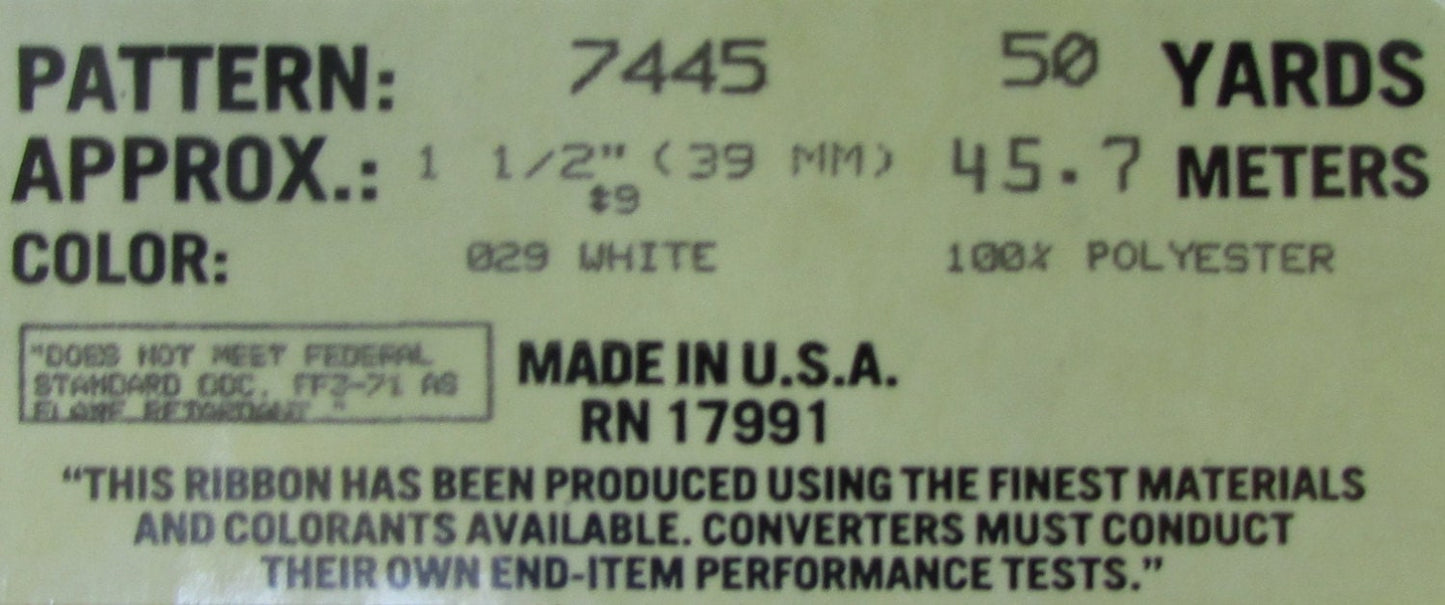 PATTERN: 7445 50 YARDS
APPROX.: 1 1/2" (39 MM) 45.7 METERS
#9
COLOR: 029 WHITE 100% POLYESTER
"DOES NOT MEET FEDERAL
STANDARD DOC. FF3-71 AS
FLAME RETARDANT "
MADE IN U.S.A.
RN 17991
“THIS RIBBON HAS BEEN PRODUCED USING THE FINEST MATERIALS
AND COLORANTS AVAILABLE. CONVERTERS MUST CONDUCT
THEIR OWN END-ITEM PERFORMANCE TESTS.”